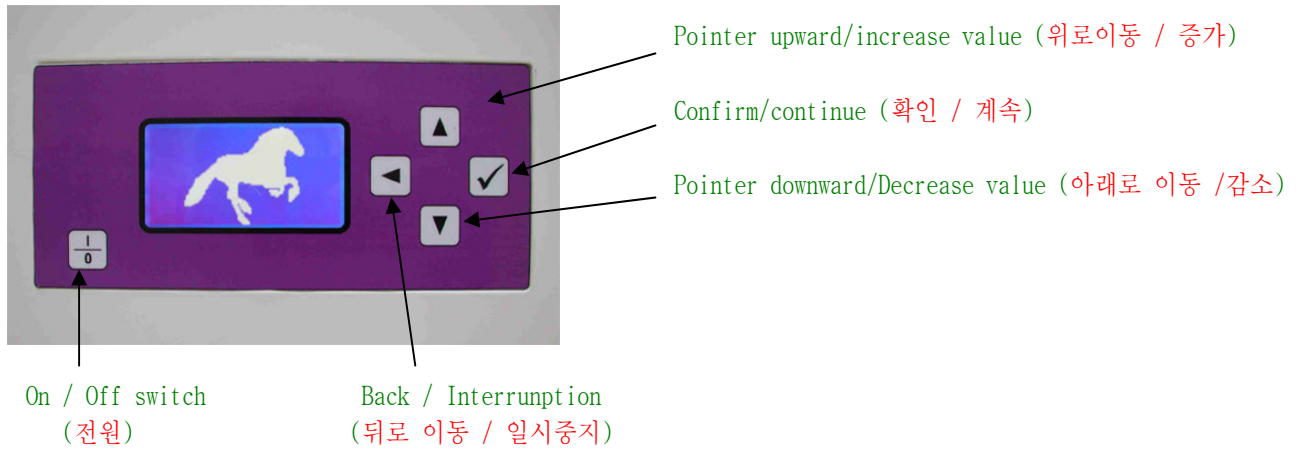 Pointer upward/increase value (위로이동 / 증가)
Confirm/continue (확인 / 계속)
Pointer downward/Decrease value (아래로 이동 /감소)
I
0
On / Off switch
(전원)
Back / Interrunption
(뒤로 이동 / 일시중지)